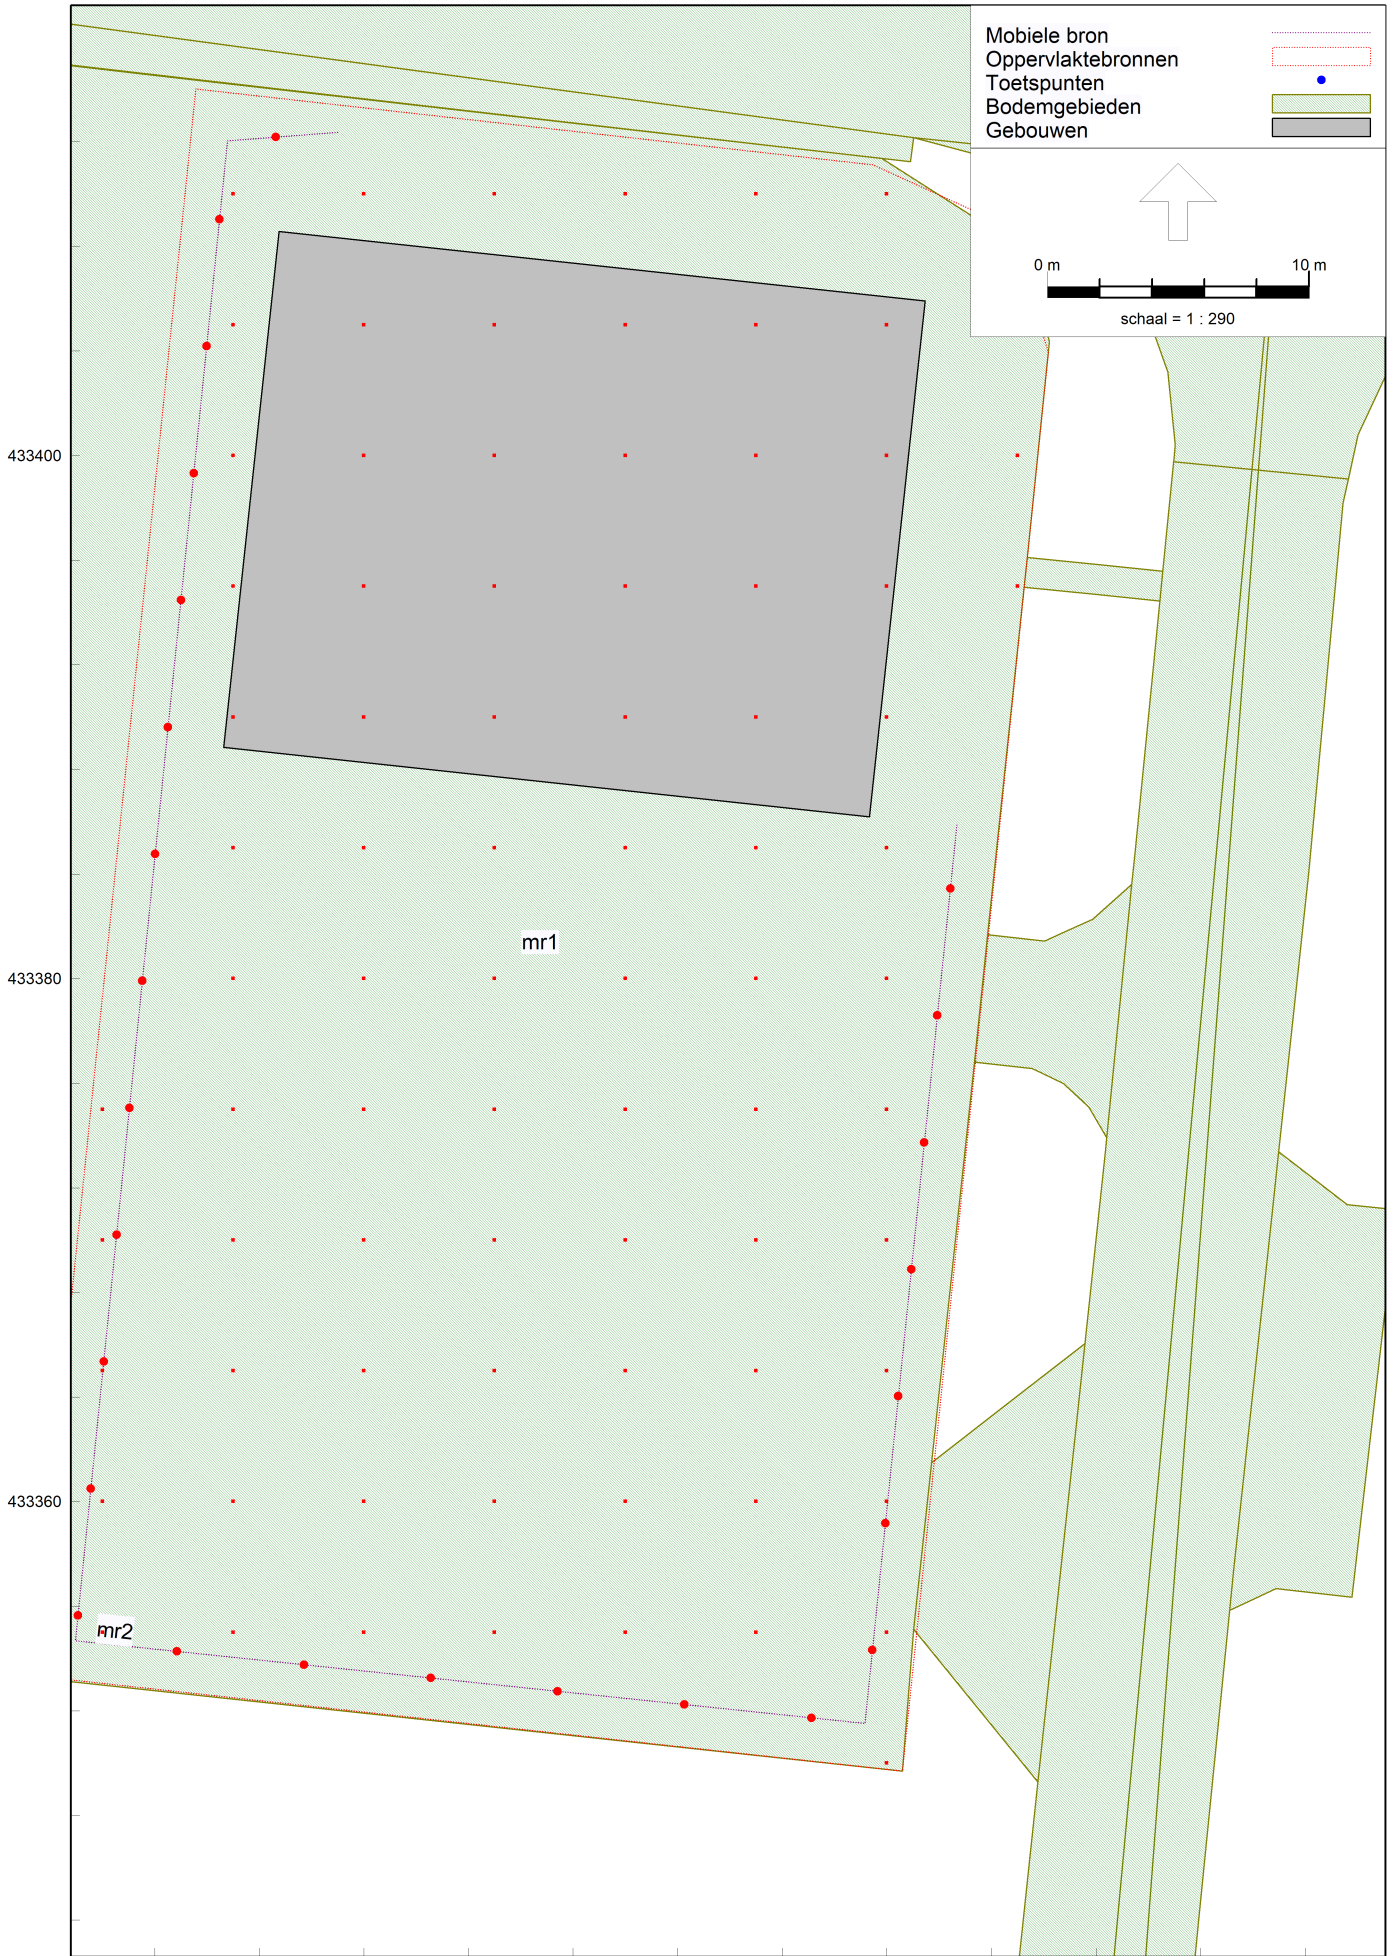 Mobiele bron
Oppervlaktebronnen
Toetspunten
Bodemgebieden
Gebouwen
0 m 10 m
schaal = 1 : 290
433400
mr1
433380
433360
mr2